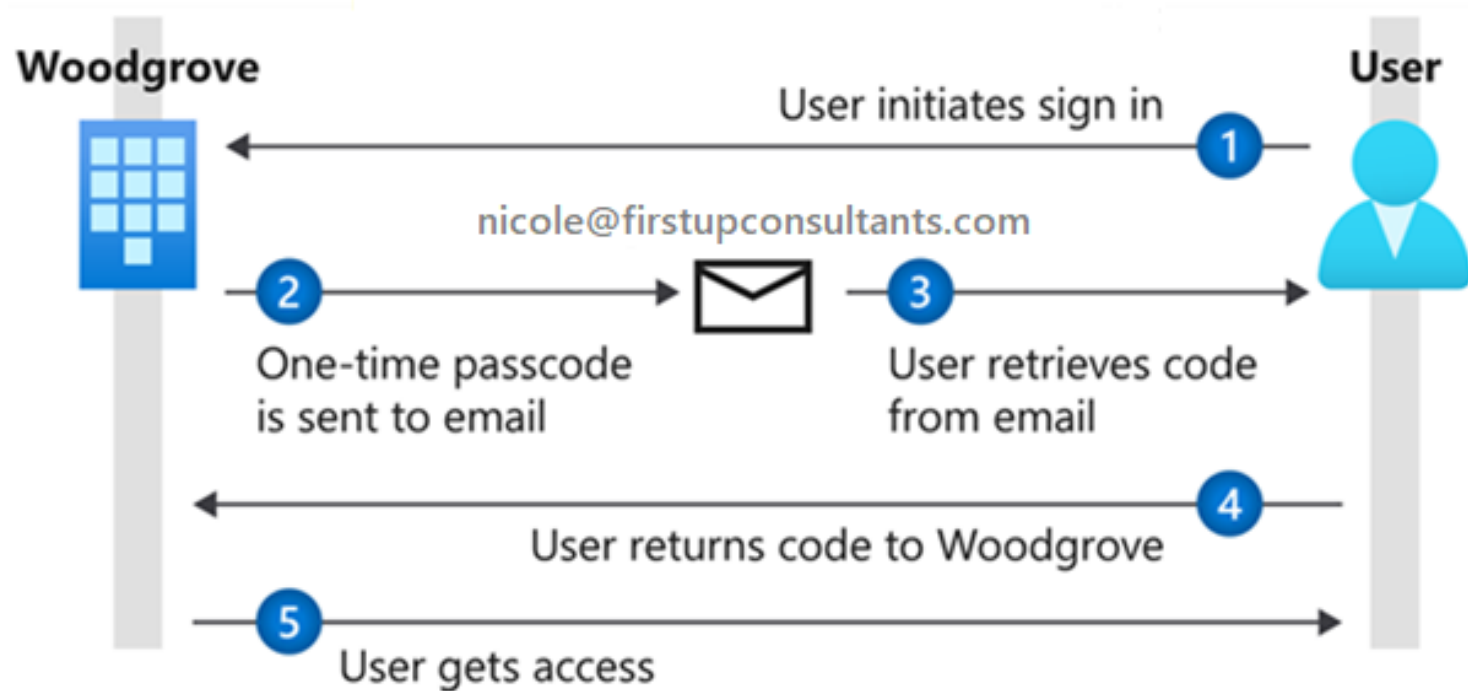 Woodgrove
User
User initiates sign in
1
nicole@firstupconsultants.com
2
3
One-time passcode
is sent to email
User retrieves code
from email
4
User returns code to Woodgrove
5
User gets access